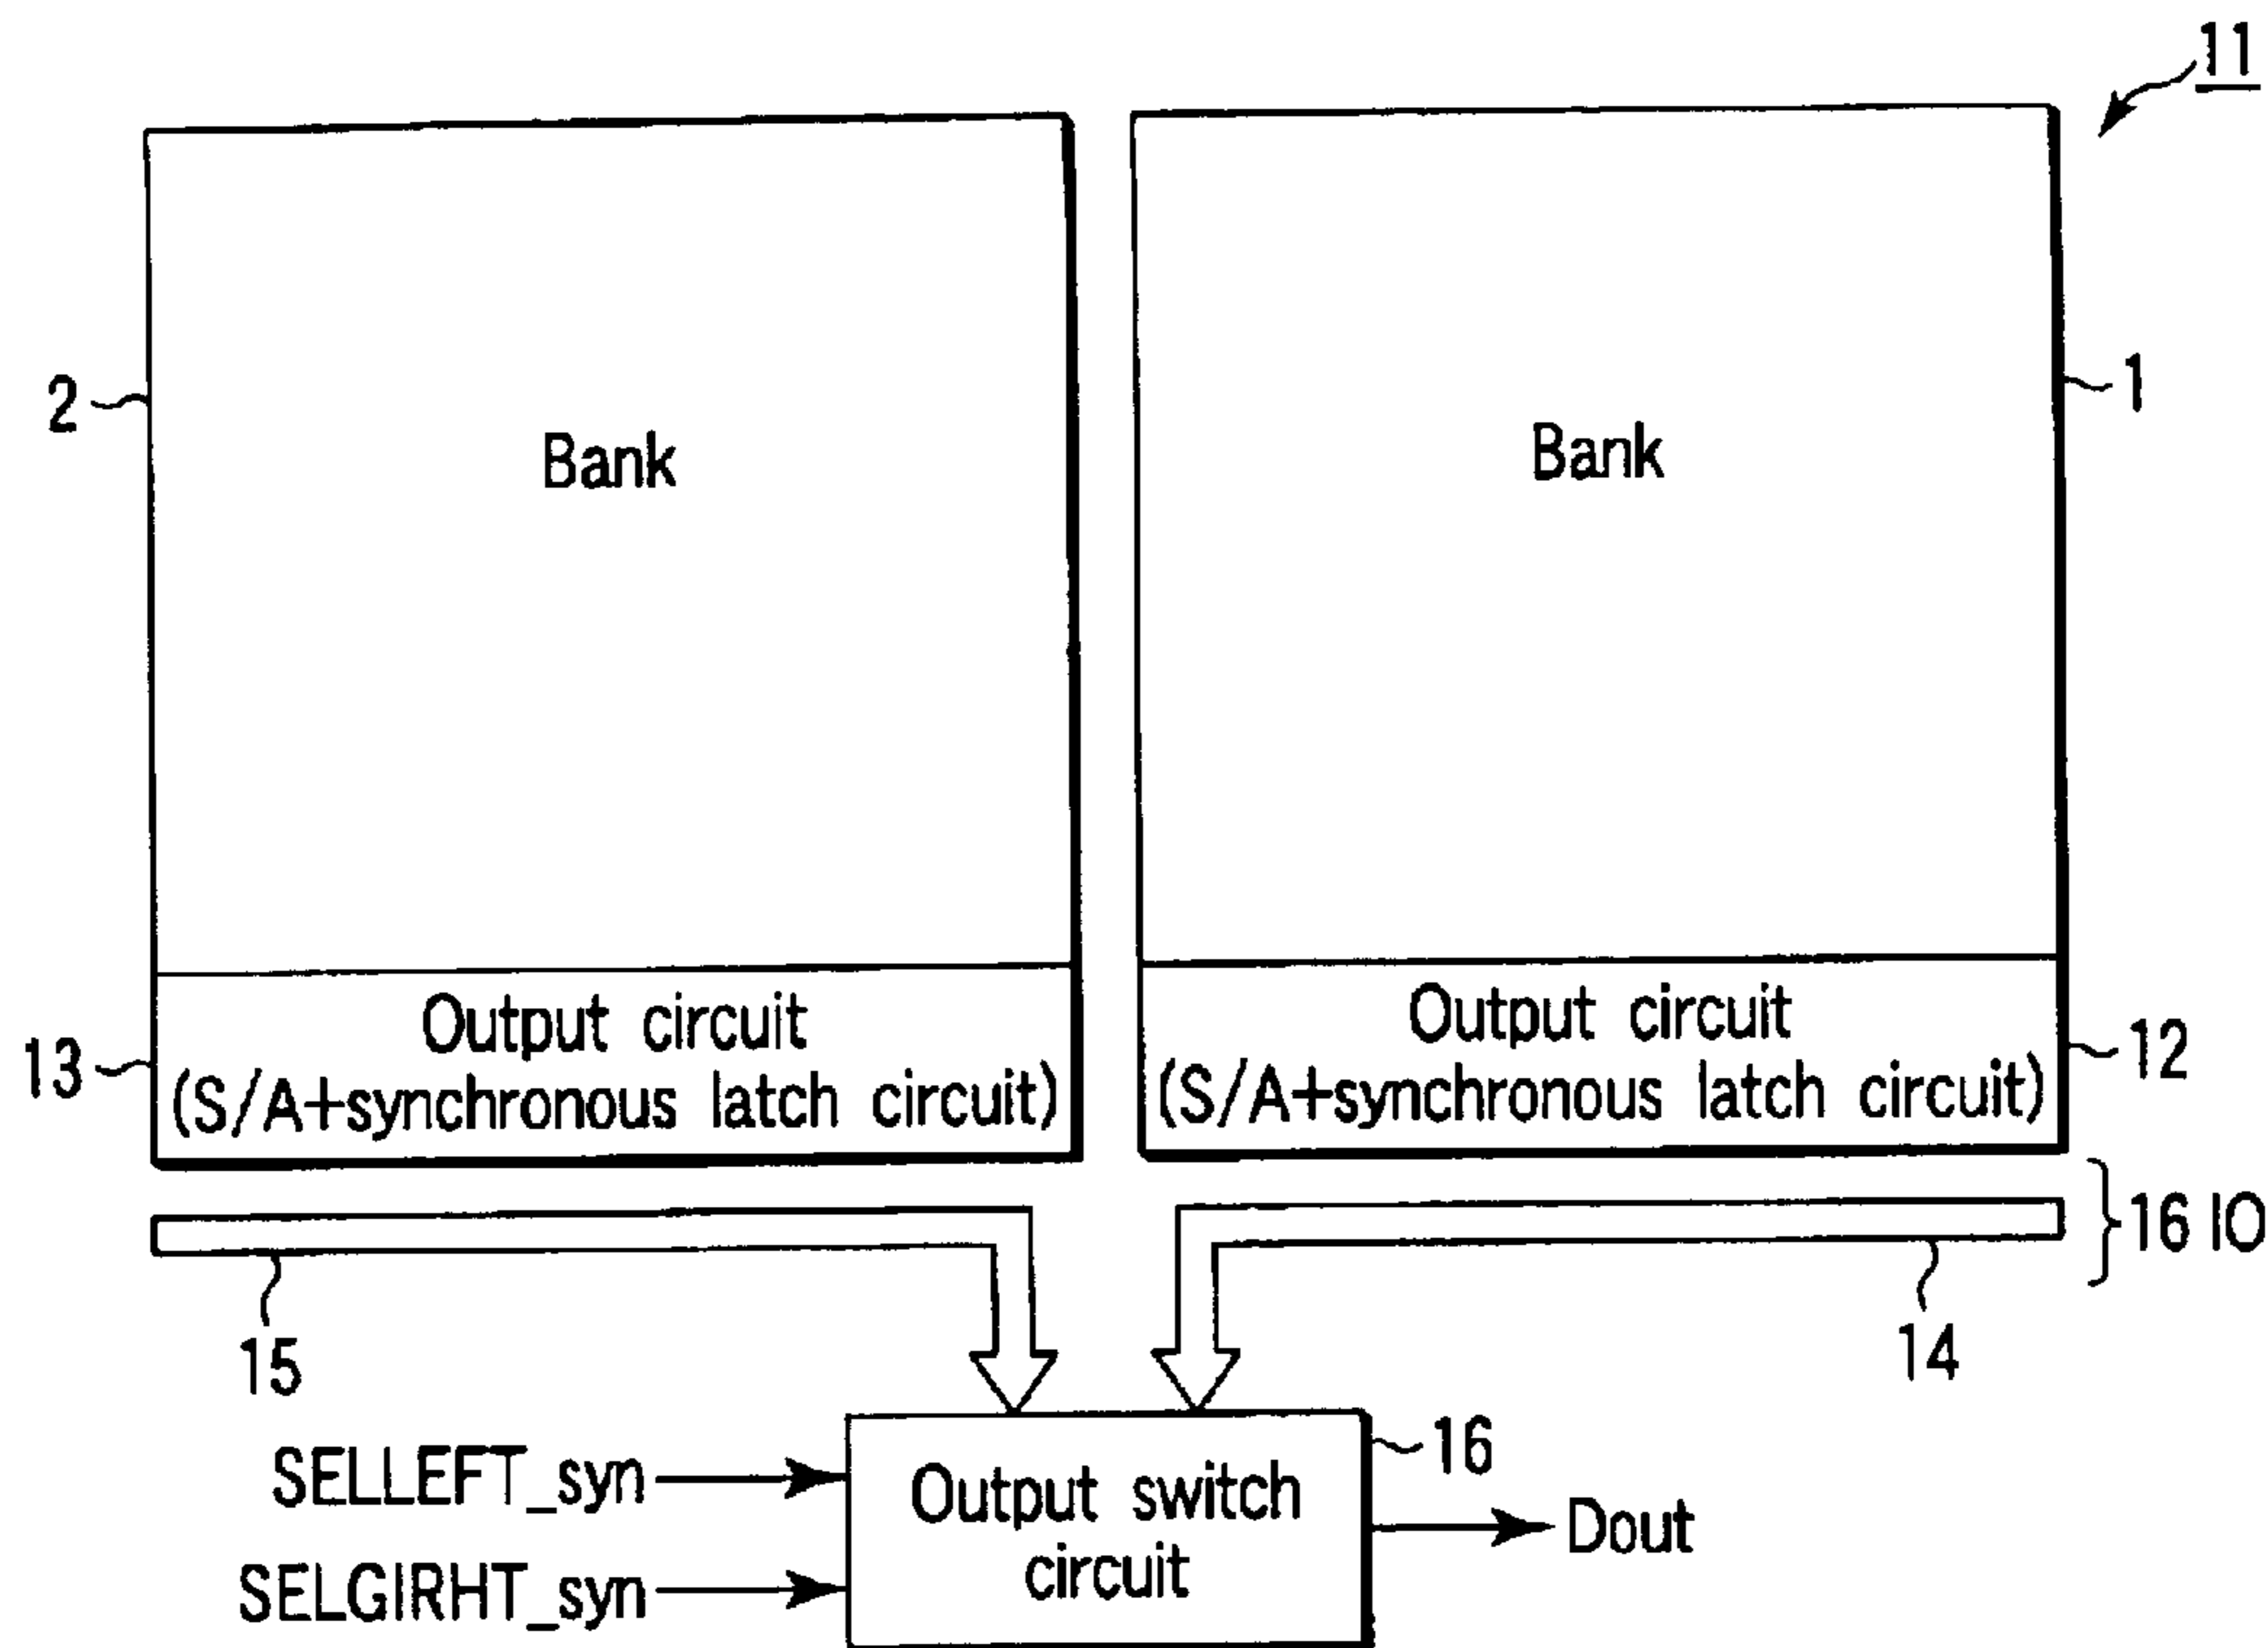 11
2
Bank
Bank
1
13
Output circuit
(S/A+synchronous latch circuit)
Output circuit
(S/A+synchronous latch circuit)
12
16 IO
15
14
SELLEFT_syn
SELGIRHT_syn
Output switch
circuit
16
Dout